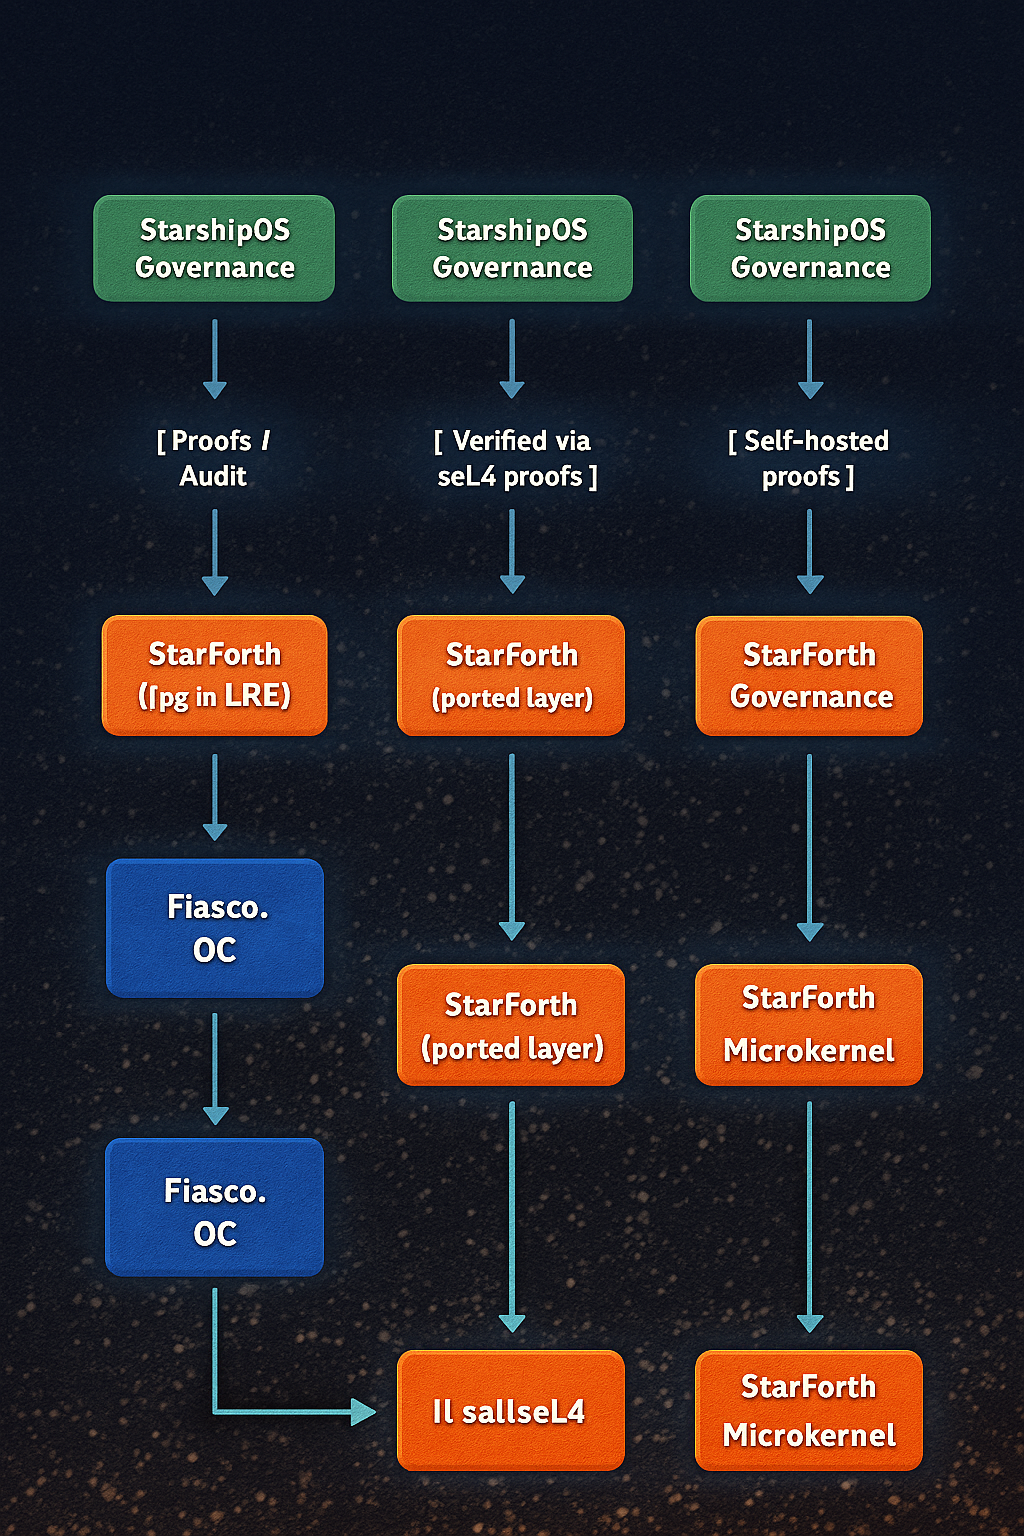 StarshipOS
Governance
StarshipOS
Governance
StarshipOS
Governance
[ Proofs /
Audit
[ Verified via
seL4 proofs ]
[ Self-hosted
proofs ]
StarForth
in LRE)
StarForth
(ported layer)
StarForth
Governance
Fiasco.
OC
StarForth
(ported layer)
StarForth
Microkernel
Fiasco.
OC
Il sallseL4
StarForth
Microkernel